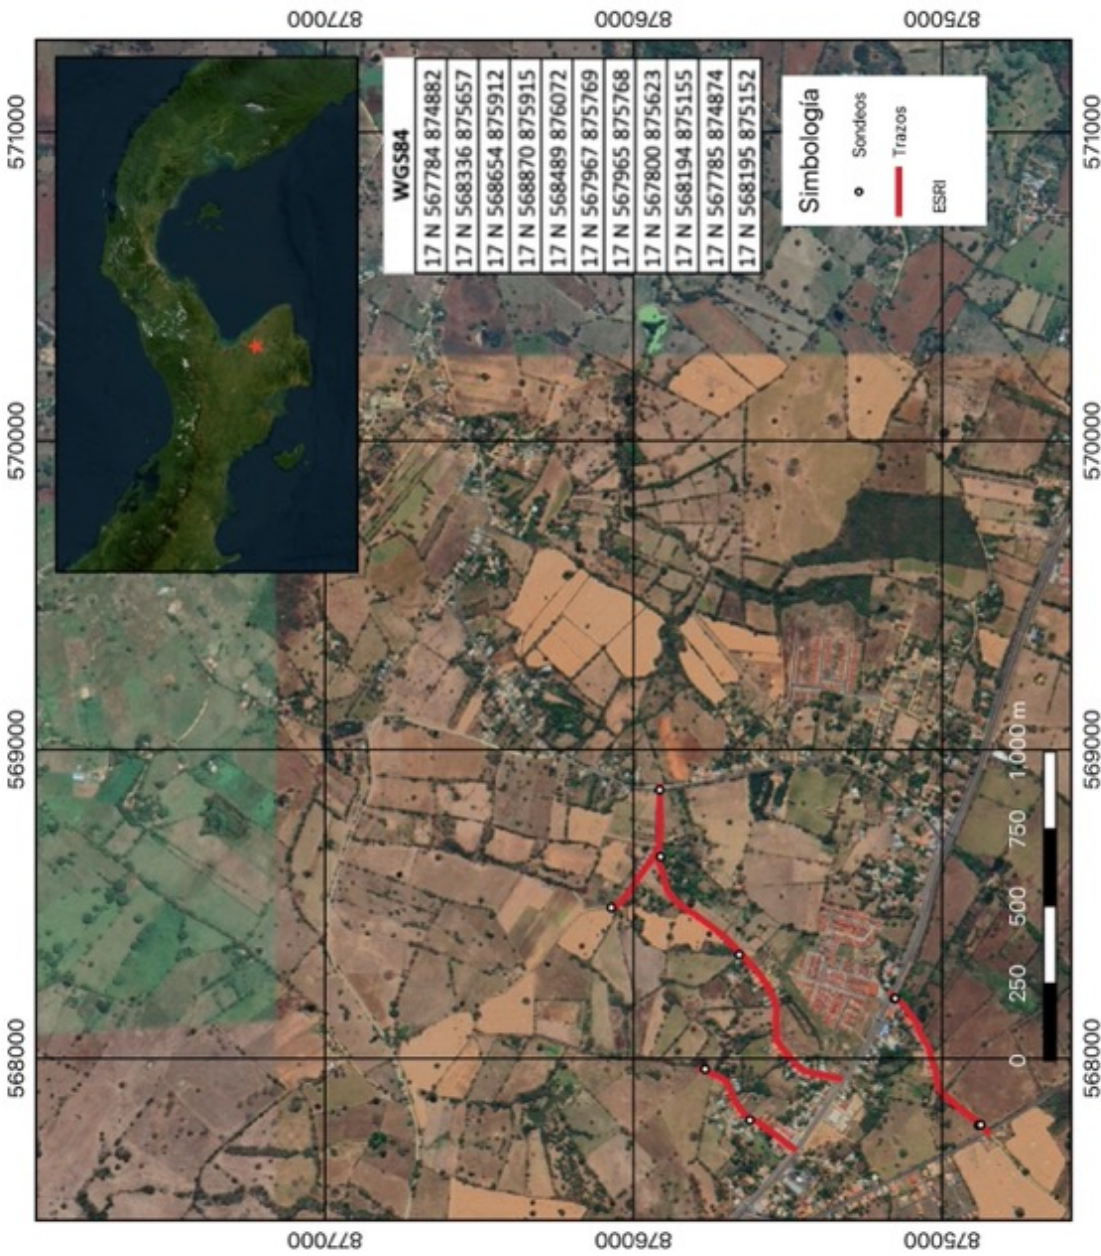 877000
876000
875000
571000
570000
569000
568000
WGS84
17 N 567784 874882
17 N 568336 875657
17 N 568654 875912
17 N 568870 875915
17 N 568489 876072
17 N 567967 875769
17 N 567965 875768
17 N 567800 875623
17 N 568194 875155
17 N 567785 874874
17 N 568195 875152
Simbología
Sondeos
Trazos
ESRI
0 250 500 750 1000 m
571000
570000
569000
568000
877000
876000
875000